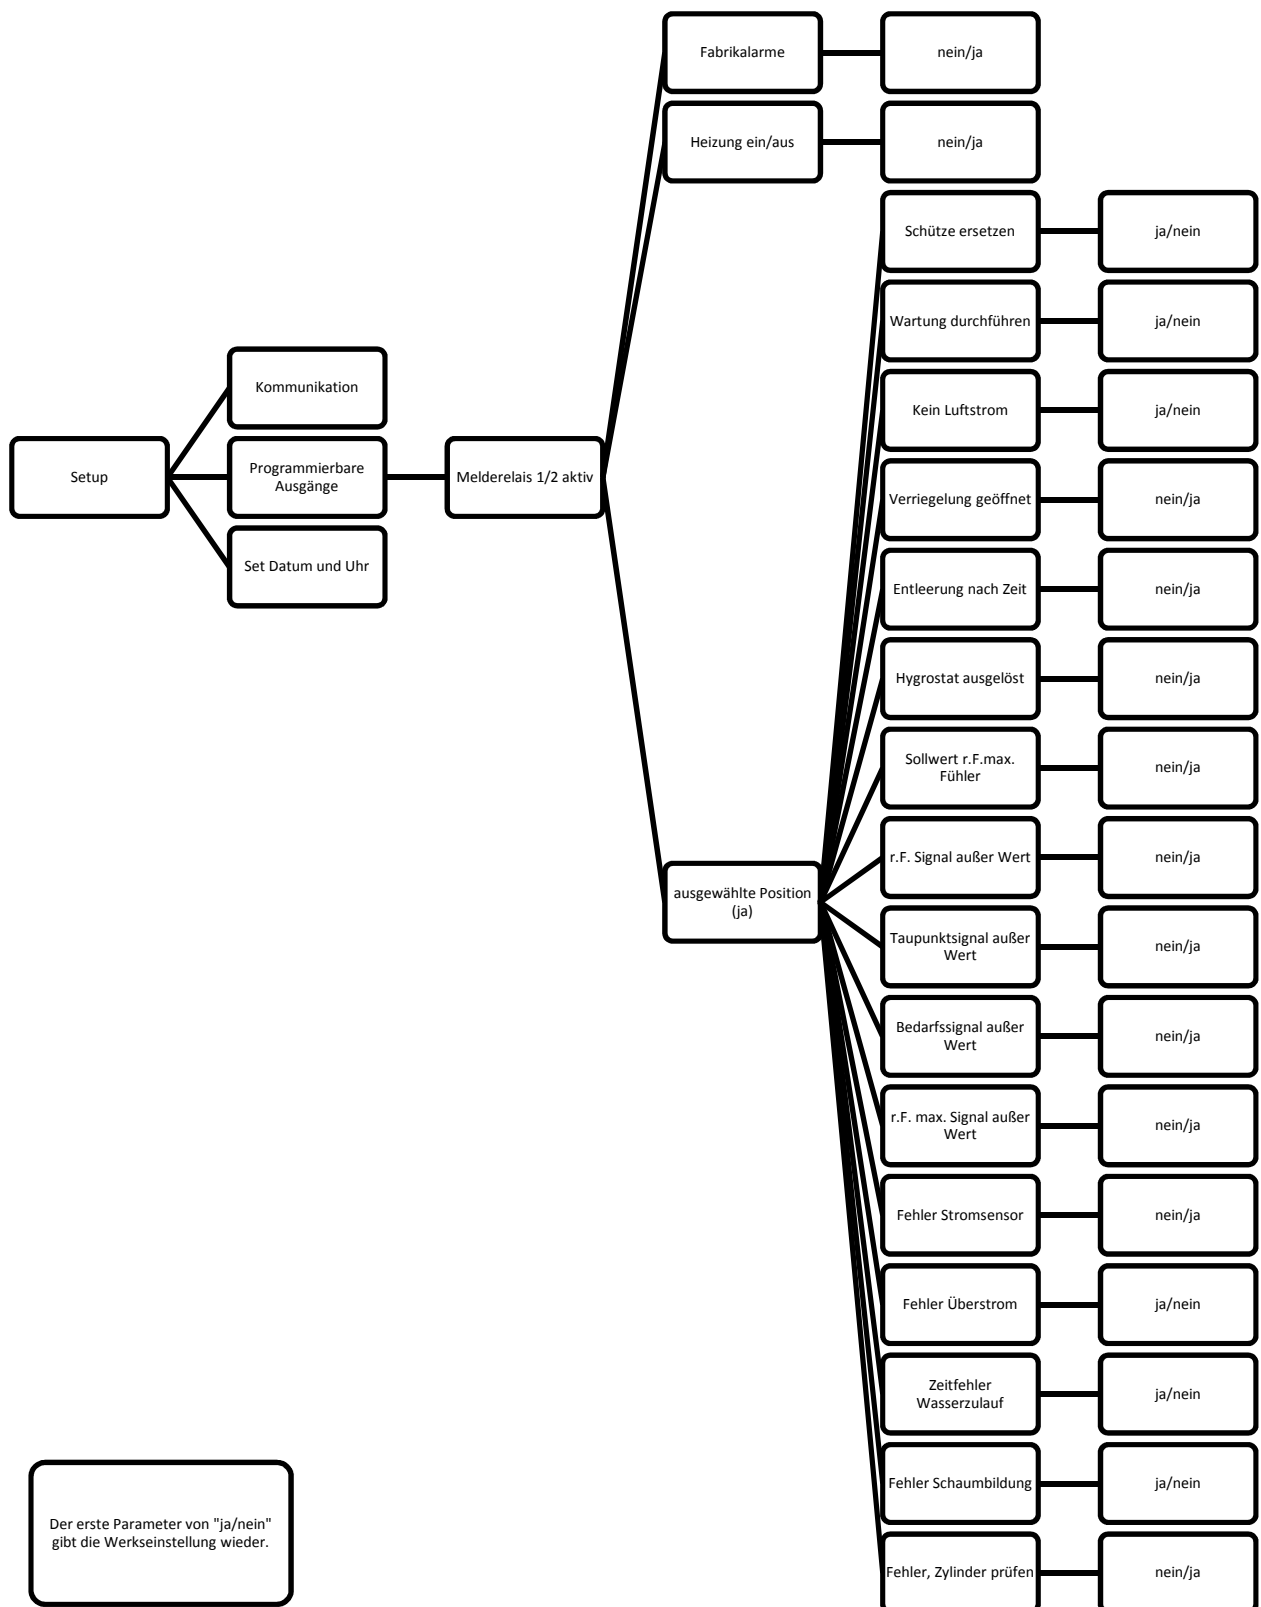 Fabrikalarme
nein/ja
Heizung ein/aus
nein/ja
Schütze ersetzen
ja/nein
Wartung durchführen
ja/nein
Kommunikation
Kein Luftstrom
ja/nein
Setup
Programmierbare
Ausgänge
Melderelais 1/2 aktiv
Verriegelung geöffnet
nein/ja
Set Datum und Uhr
Entleerung nach Zeit
nein/ja
Hygrostat ausgelöst
nein/ja
Sollwert r.F.max.
Fühler
nein/ja
r.F. Signal außer Wert
nein/ja
ausgewählte Position
(ja)
Taupunktsignal außer
Wert
nein/ja
Bedarfssignal außer
Wert
nein/ja
r.F. max. Signal außer
Wert
nein/ja
Fehler Stromsensor
nein/ja
Fehler Überstrom
ja/nein
Zeitfehler
Wasserzulauf
ja/nein
Fehler Schaumbildung
ja/nein
Der erste Parameter von "ja/nein"
gibt die Werkseinstellung wieder.
Fehler, Zylinder prüfen
nein/ja